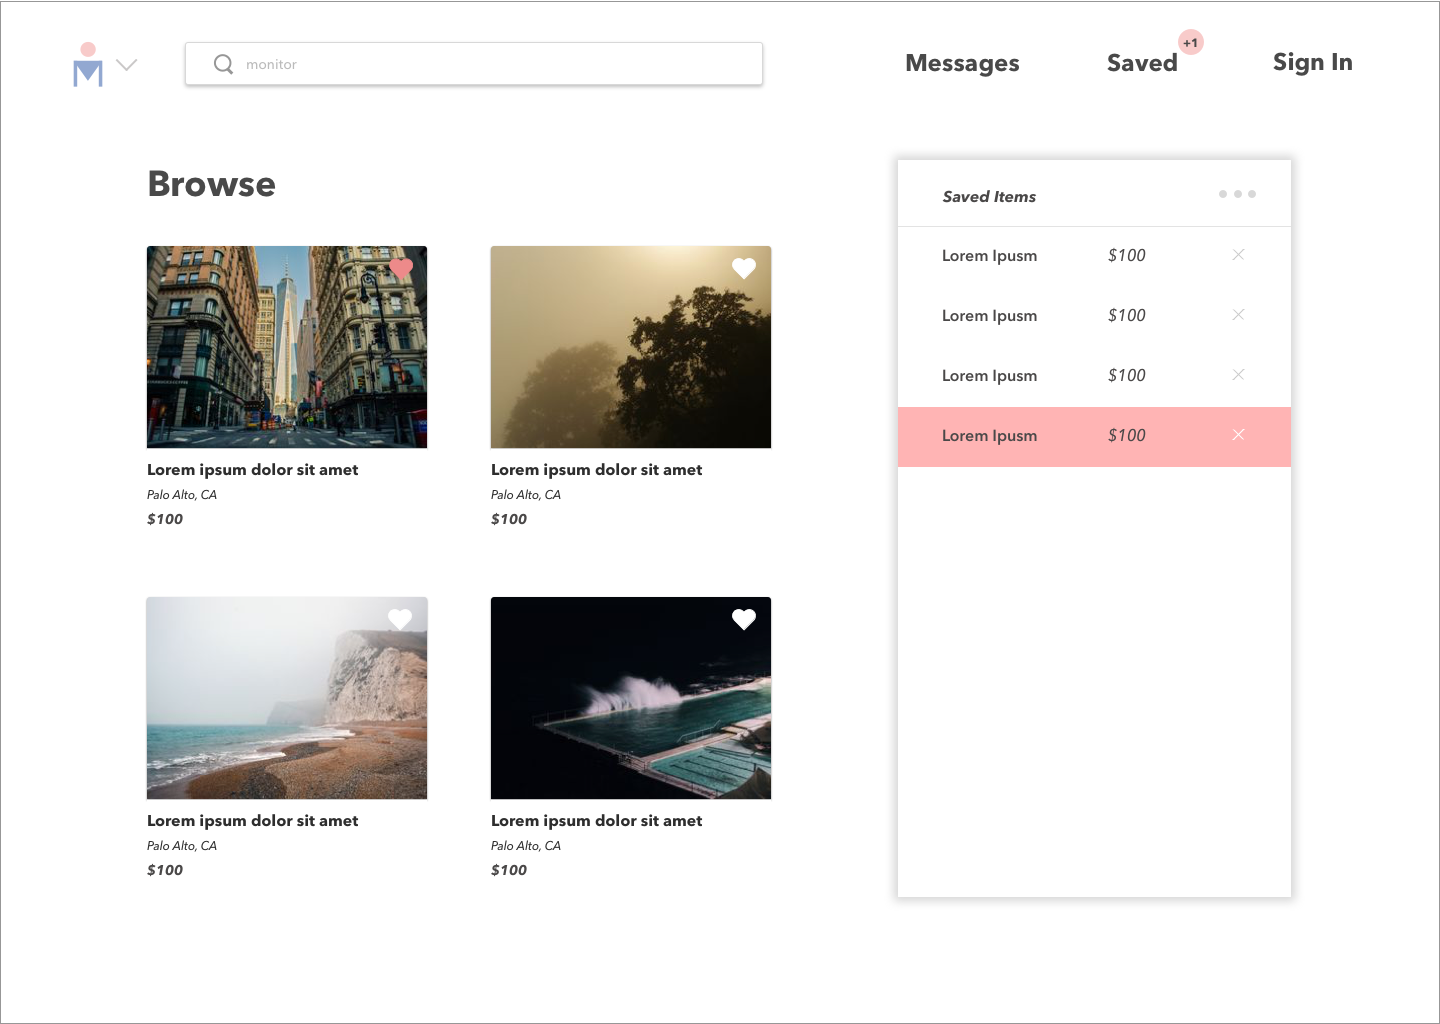 monitor
Messages
Saved
+1
Sign In
Browse
Lorem ipsum dolor sit amet
Palo Alto, CA
$100
Lorem ipsum dolor sit amet
Palo Alto, CA
$100
Lorem ipsum dolor sit amet
Palo Alto, CA
$100
Lorem ipsum dolor sit amet
Palo Alto, CA
$100
Saved Items
Lorem Ipusm $100
Lorem Ipusm $100
Lorem Ipusm $100
Lorem Ipusm $100